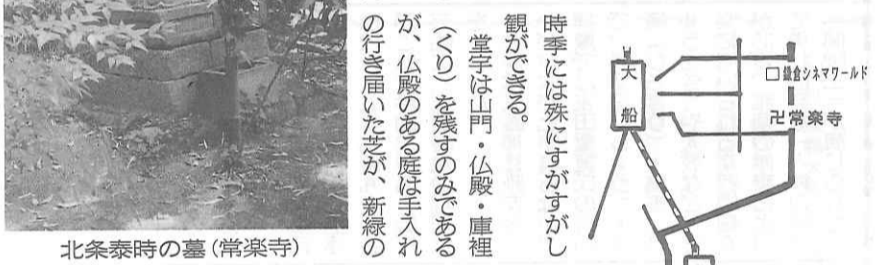 鎌倉シネマワールド
卍常楽寺
大船
時季には殊にすがすがし
観ができる。
堂宇は山門・仏殿・庫裡
（くり）を残すのみである
が、仏殿のある庭は手入れ
の行き届いた芝が、新緑の
北条泰時の墓(常楽寺)